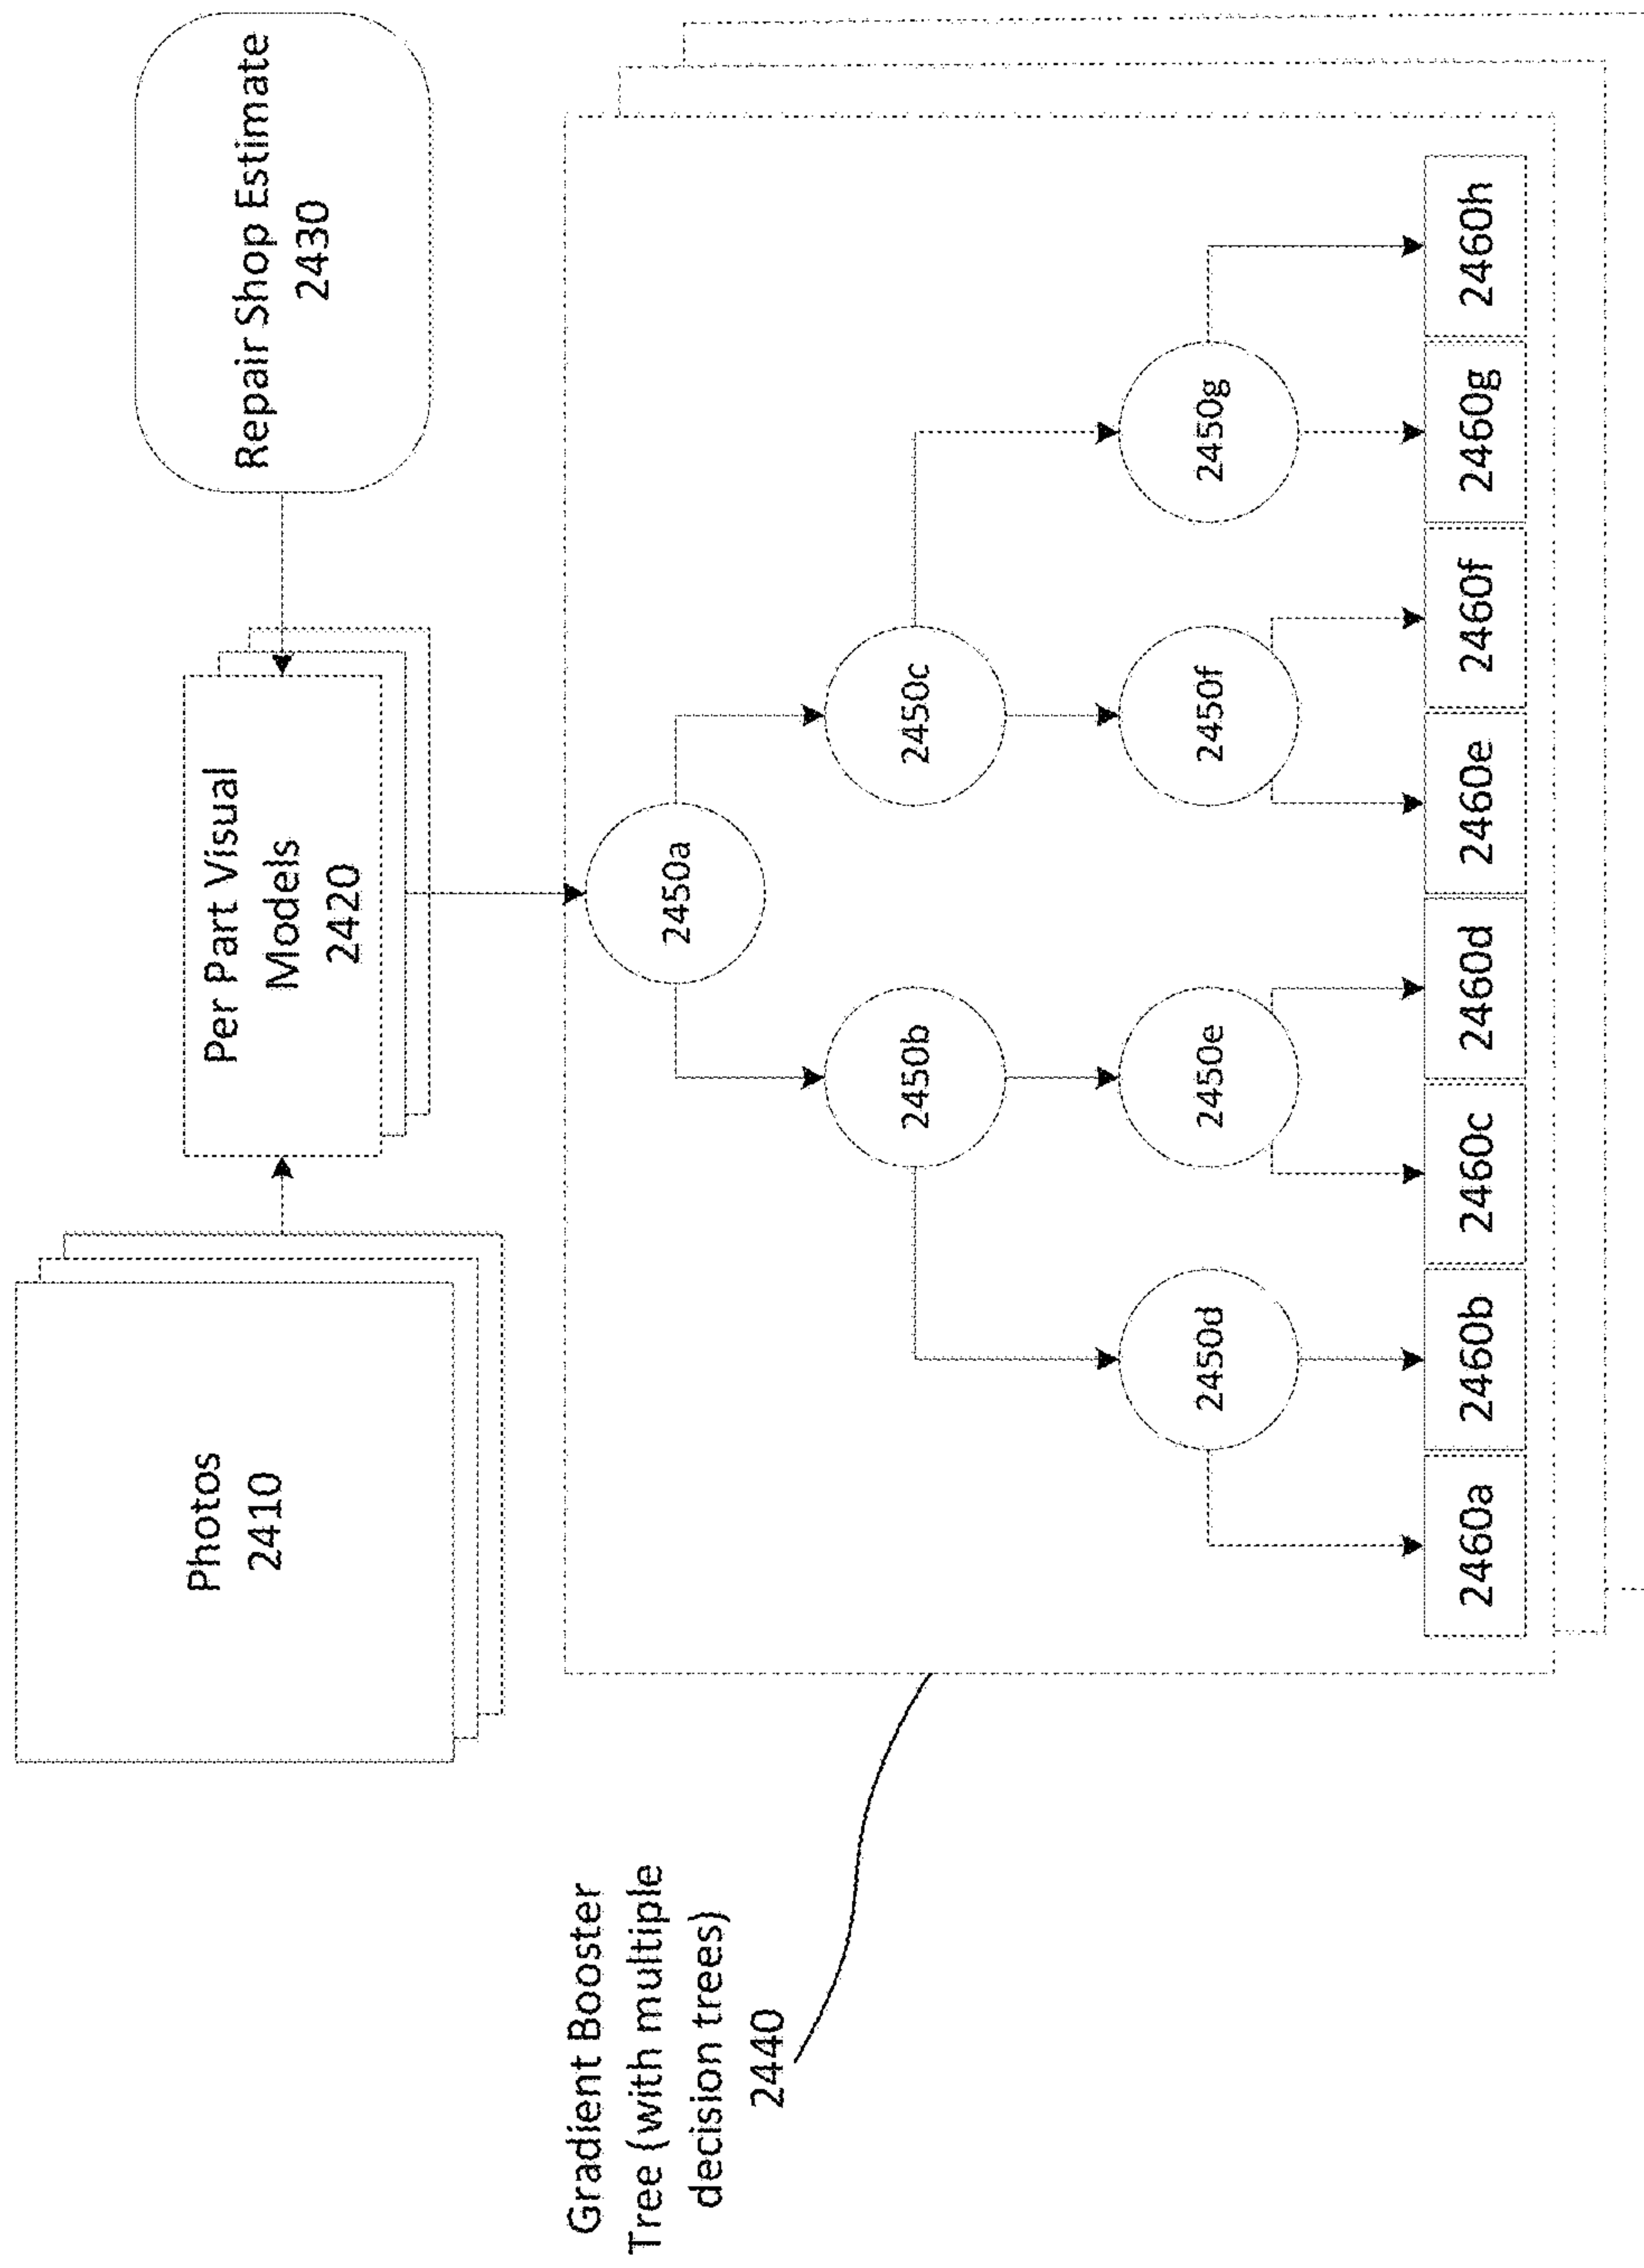 Photos
2410
Per Part Visual
Models
2420
Repair Shop Estimate
2430
Gradient Booster
Tree (with multiple
decision trees)
2440
2450a
2450b
2450c
2450d
2450e
2450f
2450g
2460a
2460b
2460c
2460d
2460e
2460f
2460g
2460h